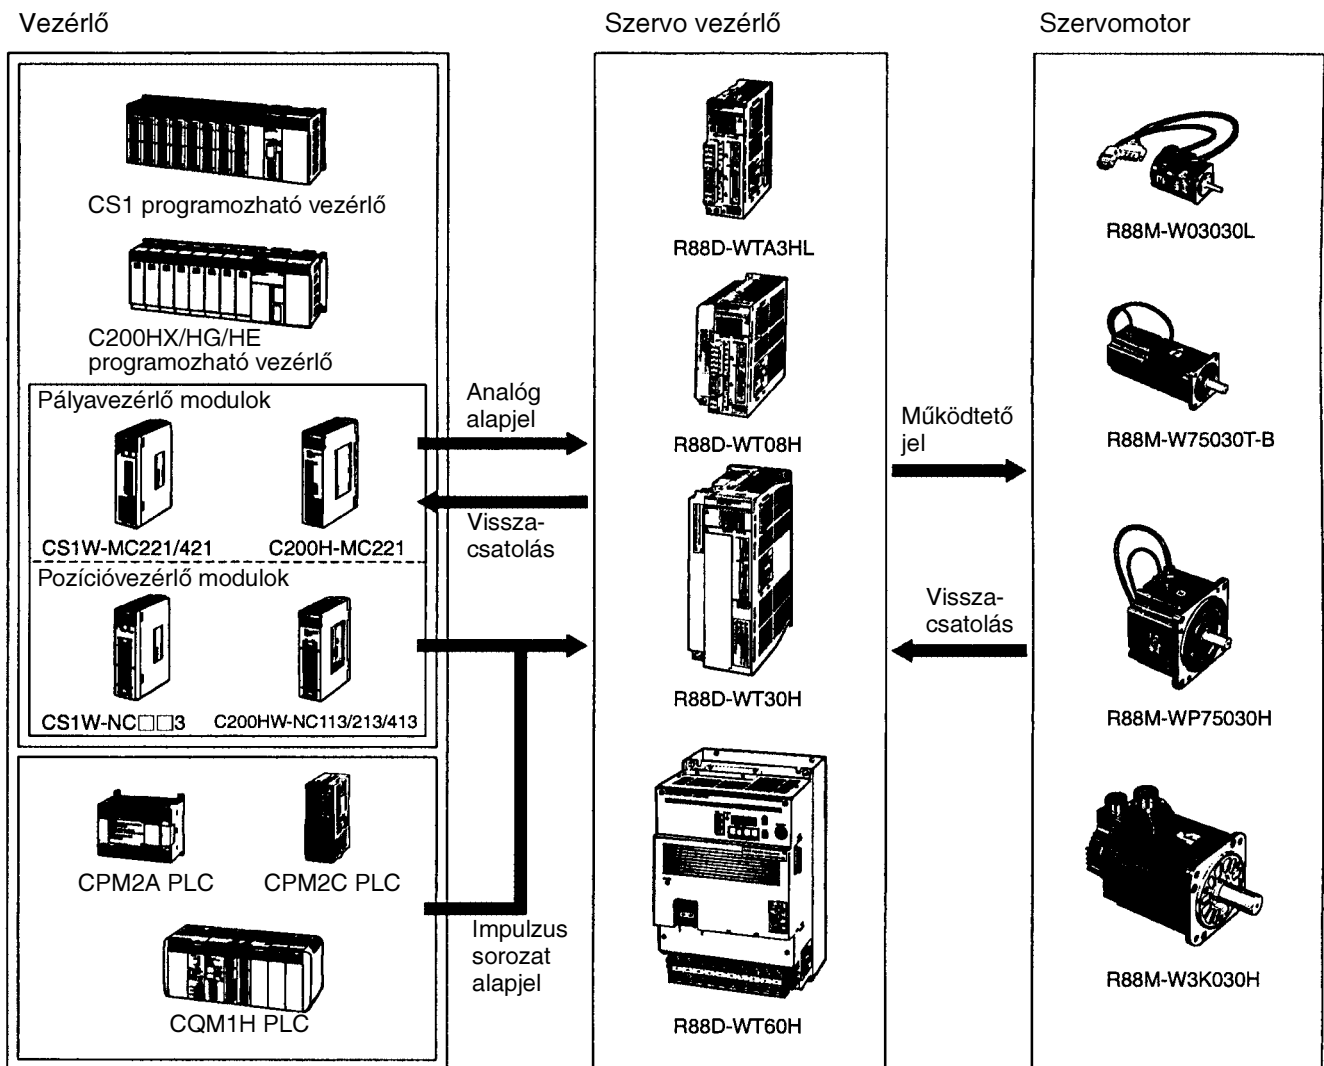 Vezérlő
CS1 programozható vezérlő
C200HX/HG/HE
programozható vezérlő
Pályavezérlő modulok
CS1W-MC221/421
C200H-MC221
Pozícióvezérlő modulok
CS1W-NC□□3
C200HW-NC113/213/413
CPM2A PLC
CPM2C PLC
CQM1H PLC
Analóg
alapjel
Vissza-
csatolás
Impulzus
sorozat
alapjel
Szervo vezérlő
R88D-WTA3HL
R88D-WT08H
R88D-WT30H
R88D-WT60H
Működtető
jel
Vissza-
csatolás
Szervomotor
R88M-W03030L
R88M-W75030T-B
R88M-WP75030H
R88M-W3K030H